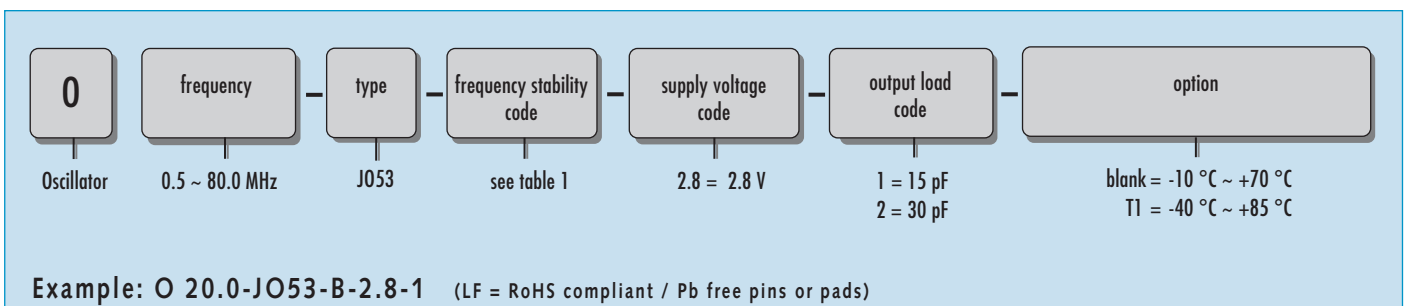 O
frequency – type – frequency stability code – supply voltage code – output load code – option
Oscillator
0.5 ~ 80.0 MHz
JO53
see table 1
2.8 = 2.8 V
1 = 15 pF
2 = 30 pF
blank = -10 °C ~ +70 °C
T1 = -40 °C ~ +85 °C
Example: O 20.0-JO53-B-2.8-1 (LF = RoHS compliant / Pb free pins or pads)